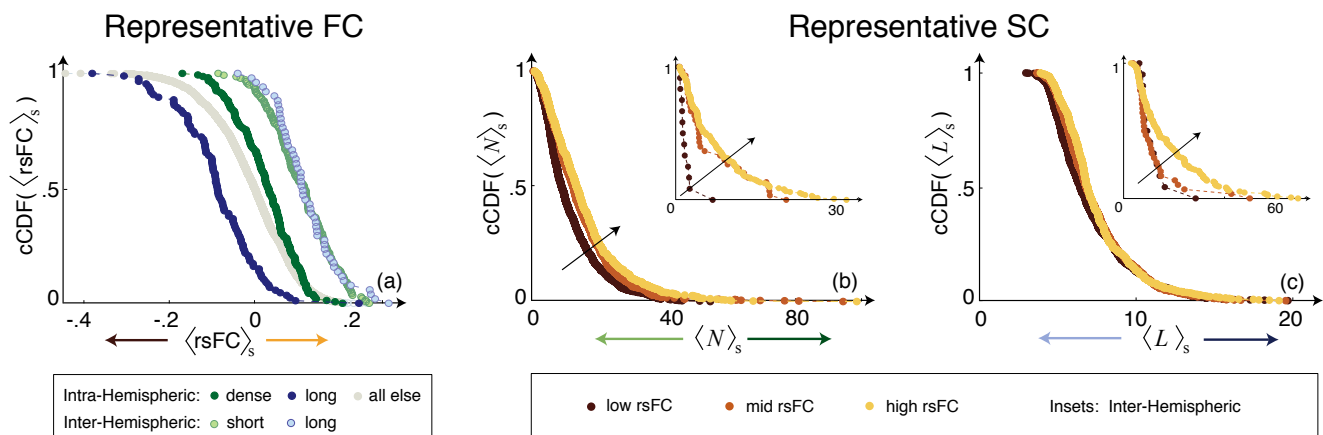 Representative FC
Representative SC
cCDF( ⟨rsFC⟩s )
1
.5
0
-.4
-.2
0
.2
(a)
⟨rsFC⟩s
Intra-Hemispheric: dense long all else
Inter-Hemispheric: short long
cCDF( ⟨N⟩s )
1
.5
0
0
40
80
(b)
⟨N⟩s
1
0
30
cCDF( ⟨L⟩s )
1
.5
0
0
10
20
(c)
⟨L⟩s
1
0
60
low rsFC mid rsFC high rsFC Insets: Inter-Hemispheric